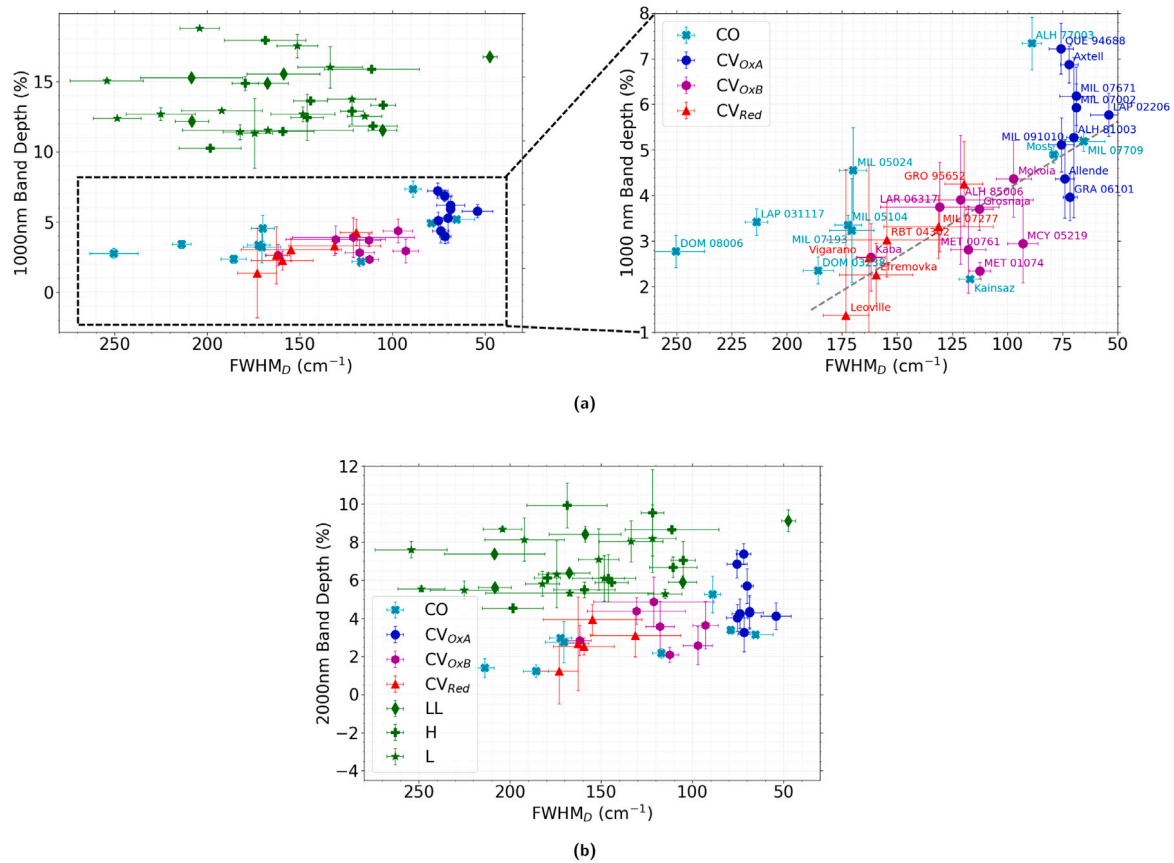 20
15
10
5
0
1000nm Band Depth (%)
250 200 150 100 50
FWHM_D (cm⁻¹)
8
7
6
5
4
3
2
1
1000 nm Band depth (%)
CO
CV_OxA
CV_OxB
CV_Red
ALH 77003
QUE 94688
Axtell
MIL 07671
MIL 07002
LAP 02206
ALH 81003
MIL 091010
Moss
MIL 07709
MIL 05024
Allende
Mokoia
GRO 95652
GRA 06101
ALH 85006
LAR 06317
Grosnaja
LAP 031117
MIL 05104
MIL 07277
RBT 04302
MIL 07193
DOM 08006
MET 00761
MCY 05219
Vigarano
Kaba
DOM 03238
Efremovka
MET 01074
Kainsaz
Leoville
250 225 200 175 150 125 100 75 50
FWHM_D (cm⁻¹)
(a)
12
10
8
6
4
2
0
−2
−4
2000nm Band Depth (%)
CO
CV_OxA
CV_OxB
CV_Red
LL
H
L
250 200 150 100 50
FWHM_D (cm⁻¹)
(b)